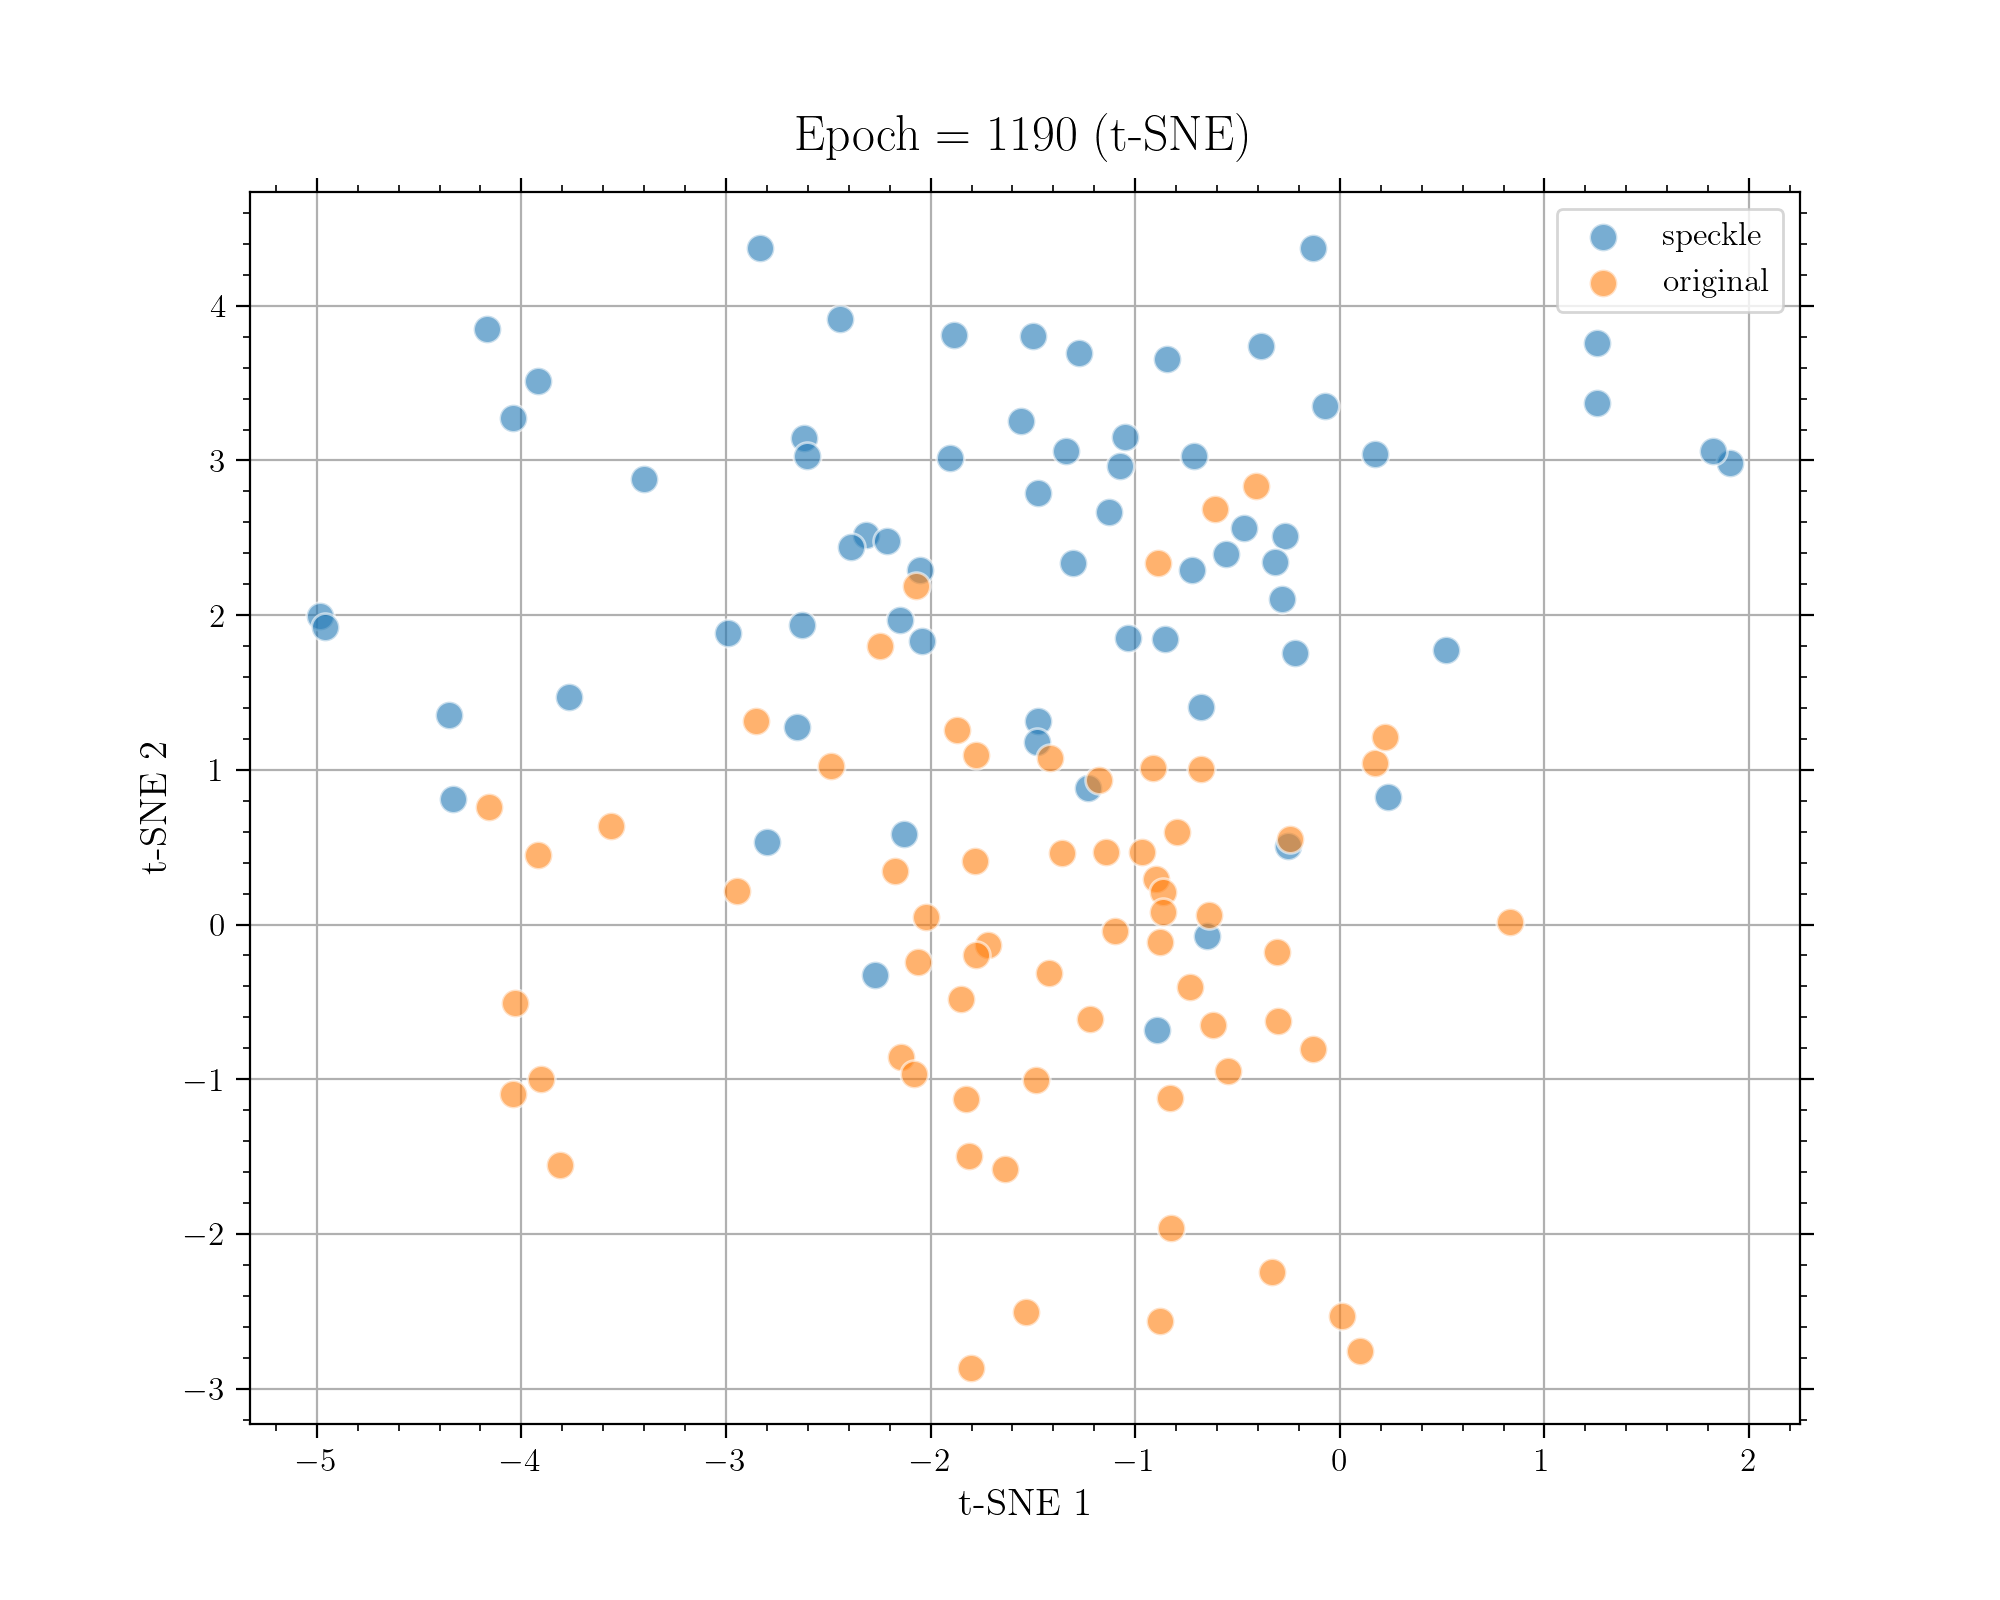 Epoch = 1190 (t-SNE)
speckle
original
4
3
2
1
0
−1
−2
−3
t-SNE 2
−5 −4 −3 −2 −1 0 1 2
t-SNE 1